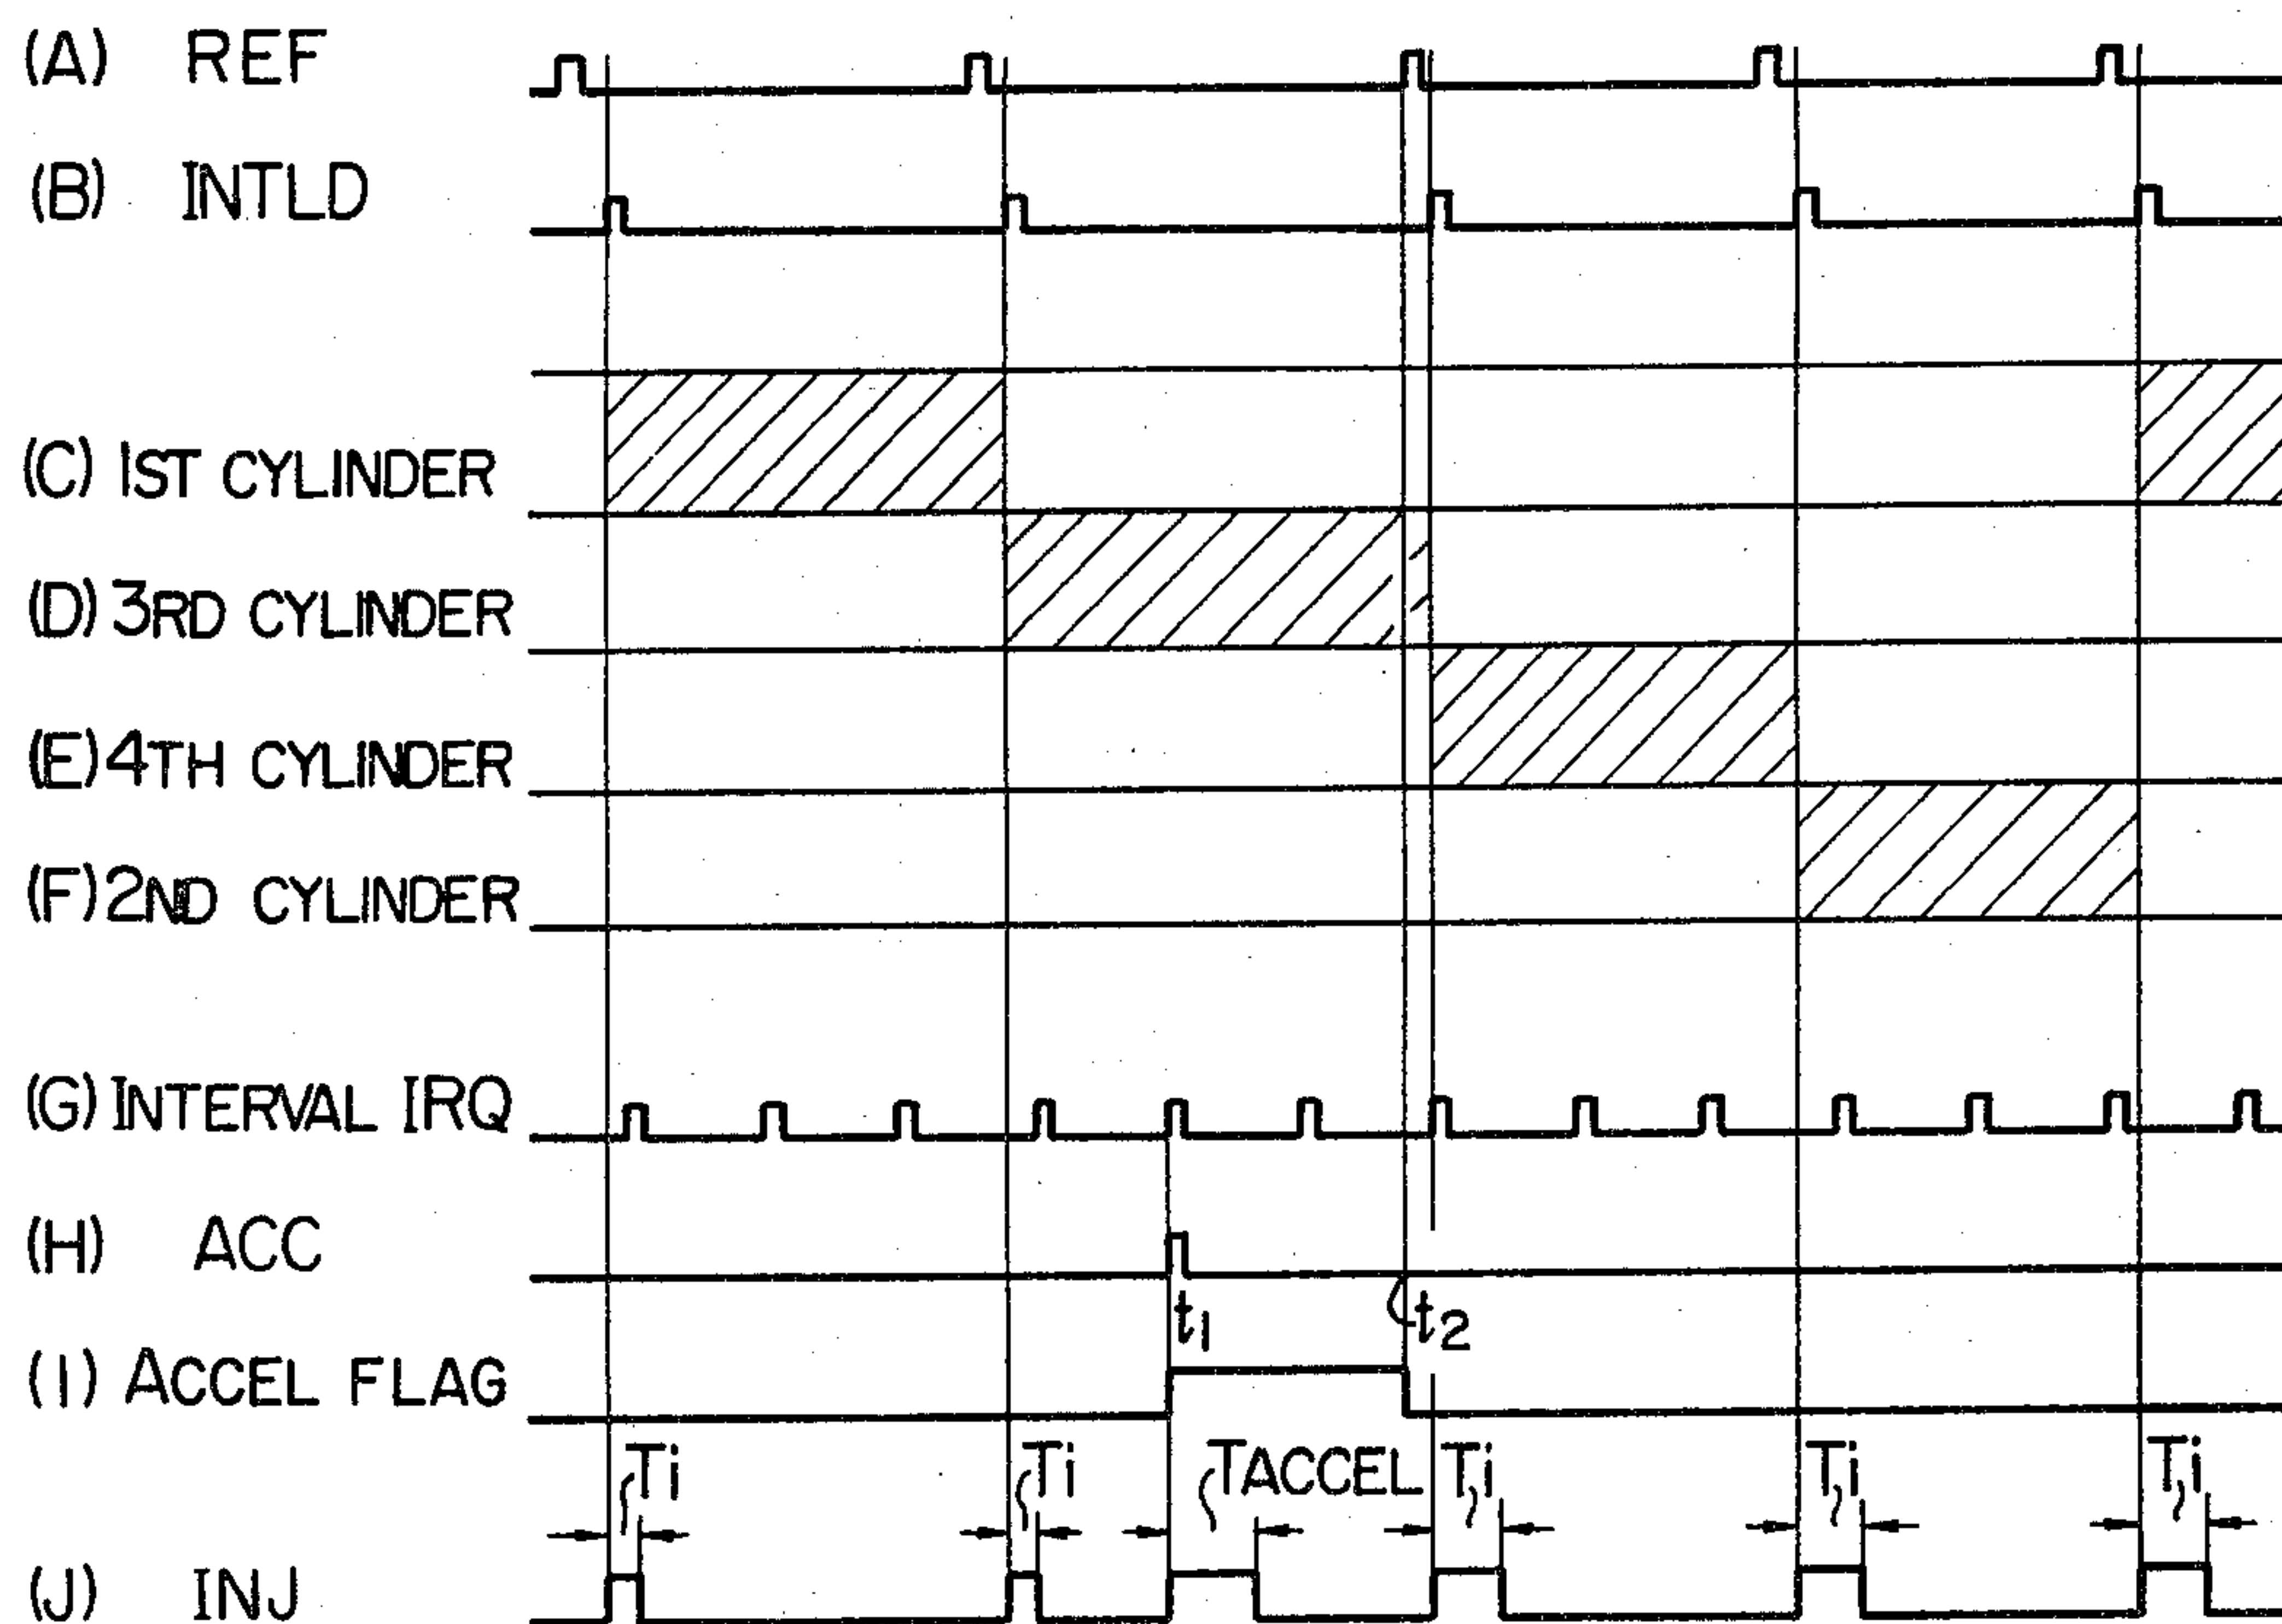 (A) REF
(B) INTLD
(C) 1ST CYLINDER
(D) 3RD CYLINDER
(E) 4TH CYLINDER
(F) 2ND CYLINDER
(G) INTERVAL IRQ
(H) ACC
t1 t2
(I) ACCEL FLAG
Ti Ti TACCEL Ti Ti Ti
(J) INJ